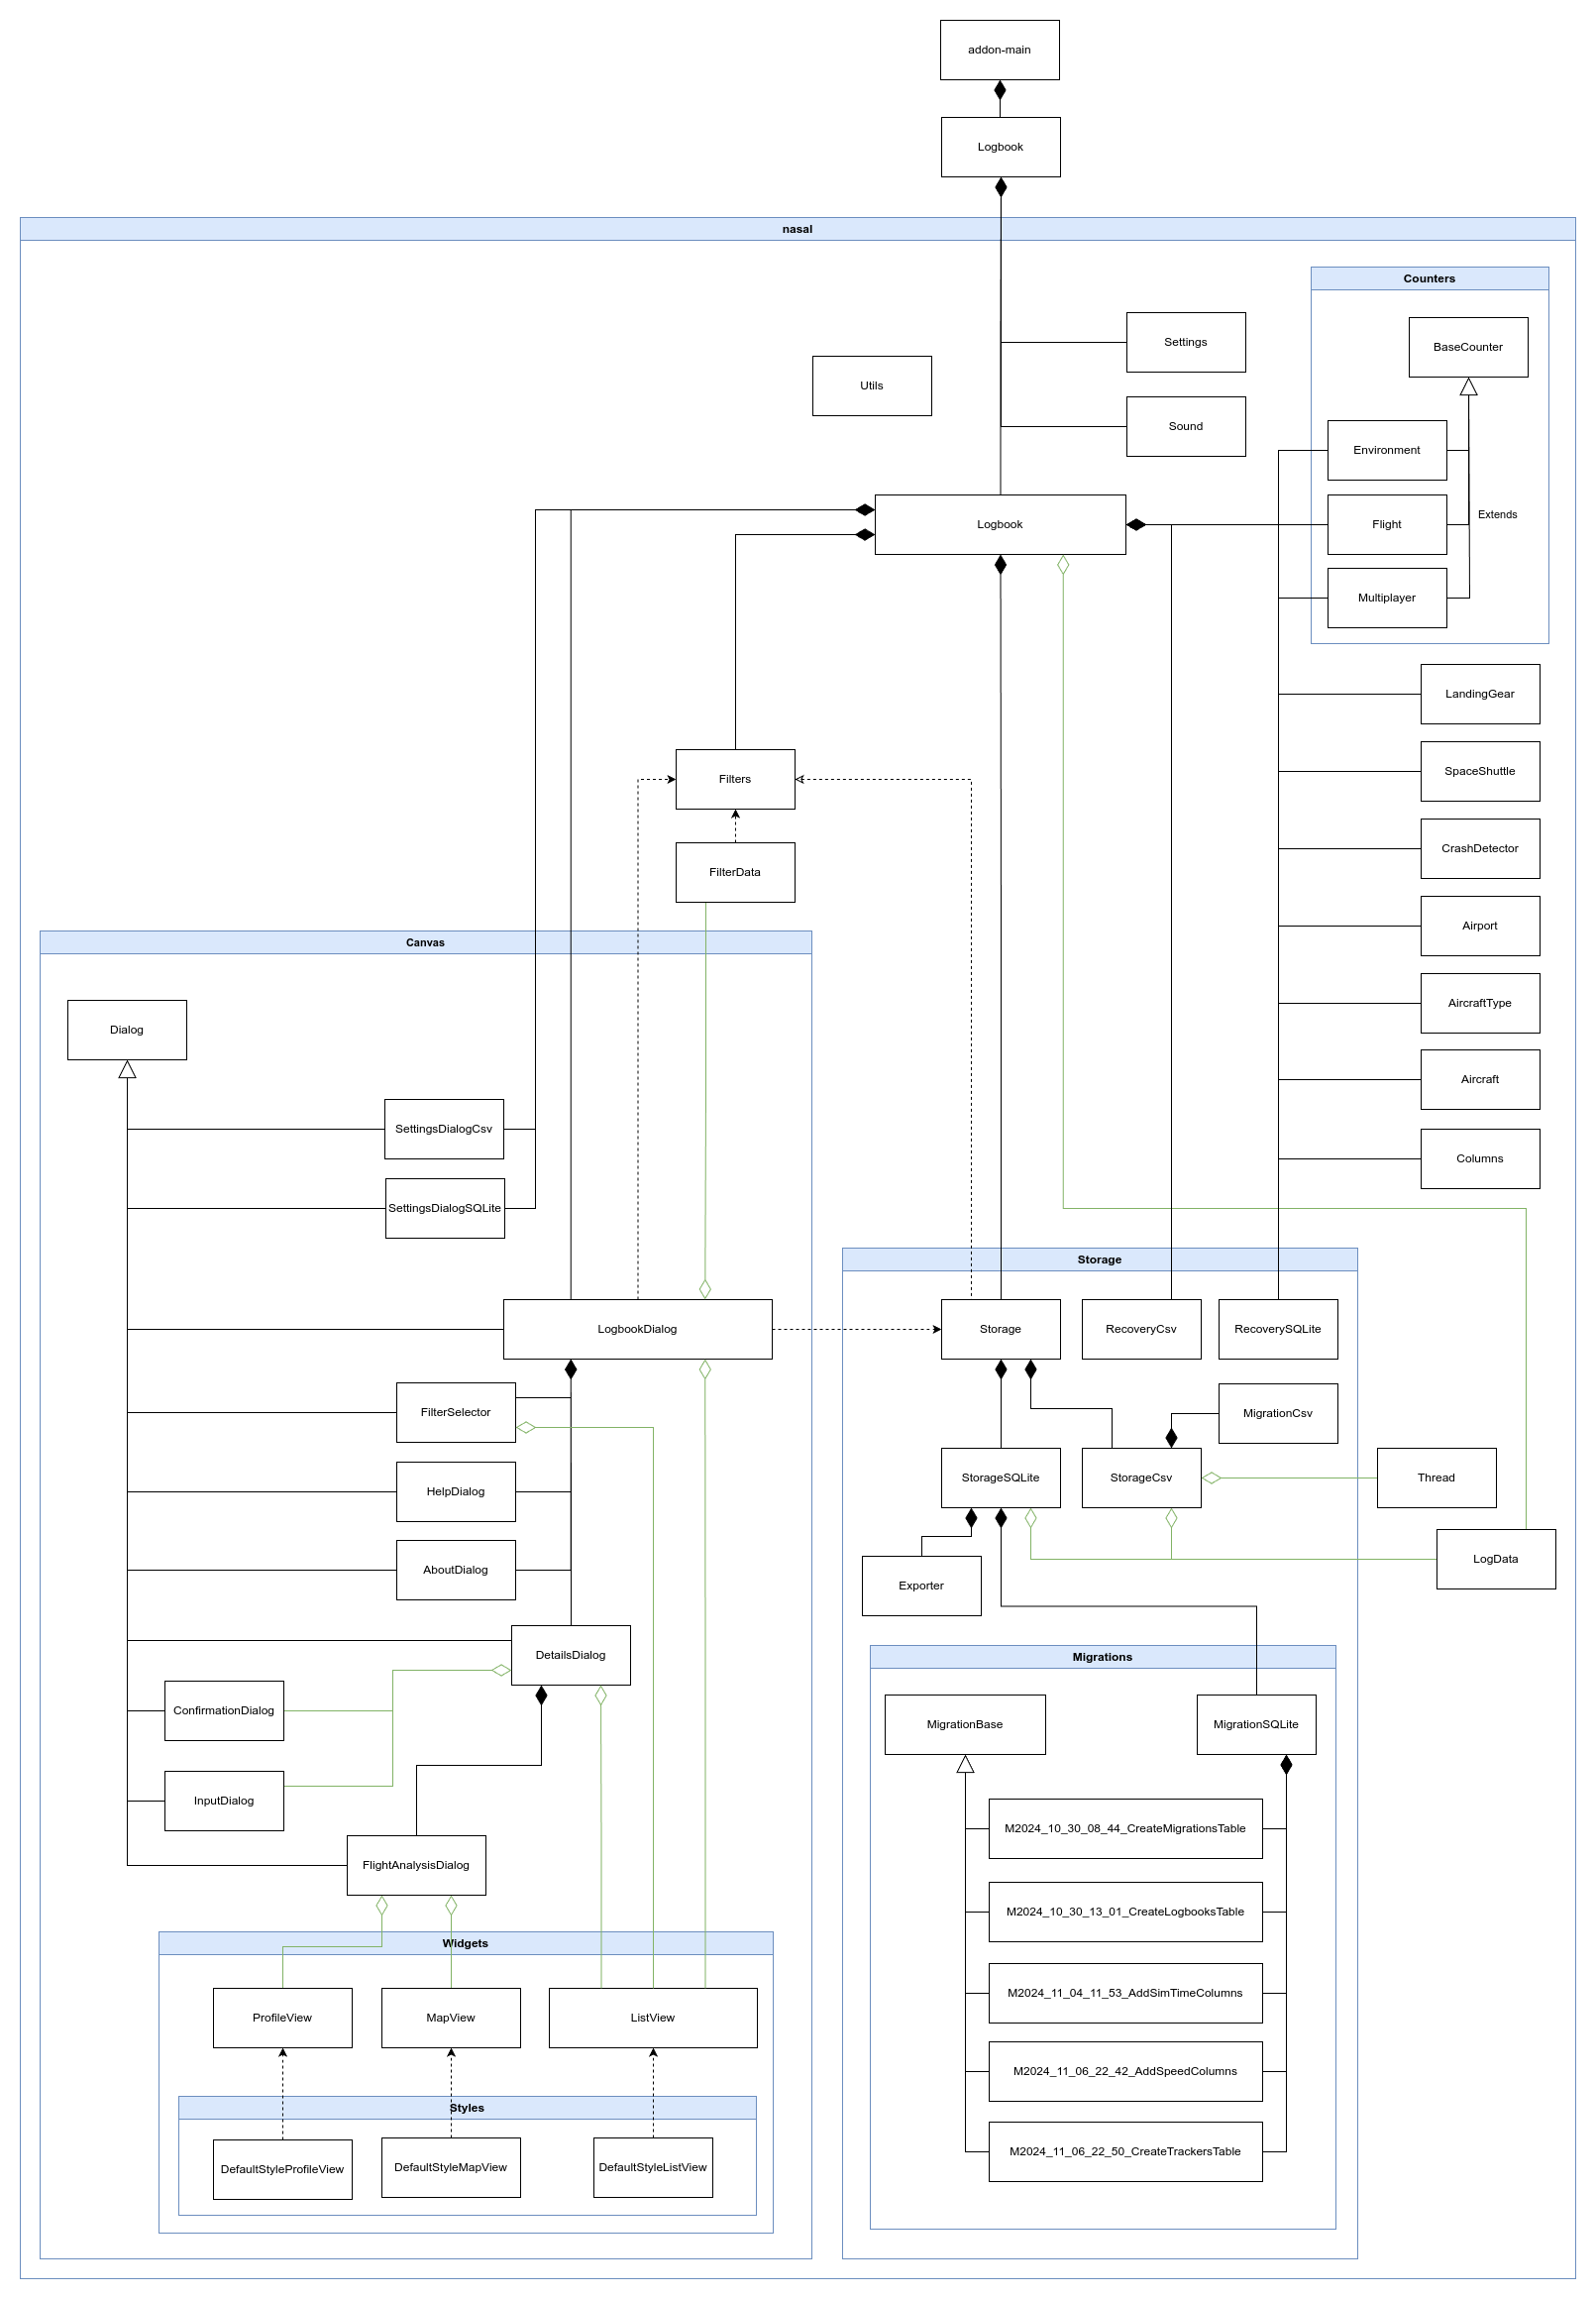 addon-main
Logbook
nasal
Counters
BaseCounter
Settings
Utils
Sound
Environment
Extends
Logbook
Flight
Multiplayer
LandingGear
Filters
SpaceShuttle
CrashDetector
FilterData
Airport
Canvas
AircraftType
Dialog
Aircraft
SettingsDialogCsv
Columns
SettingsDialogSQLite
Storage
LogbookDialog
Storage
RecoveryCsv
RecoverySQLite
FilterSelector
MigrationCsv
HelpDialog
StorageSQLite
StorageCsv
Thread
AboutDialog
LogData
Exporter
DetailsDialog
Migrations
ConfirmationDialog
MigrationBase
MigrationSQLite
InputDialog
M2024_10_30_08_44_CreateMigrationsTable
FlightAnalysisDialog
M2024_10_30_13_01_CreateLogbooksTable
Widgets
M2024_11_04_11_53_AddSimTimeColumns
ProfileView
MapView
ListView
M2024_11_06_22_42_AddSpeedColumns
Styles
M2024_11_06_22_50_CreateTrackersTable
DefaultStyleProfileView
DefaultStyleMapView
DefaultStyleListView